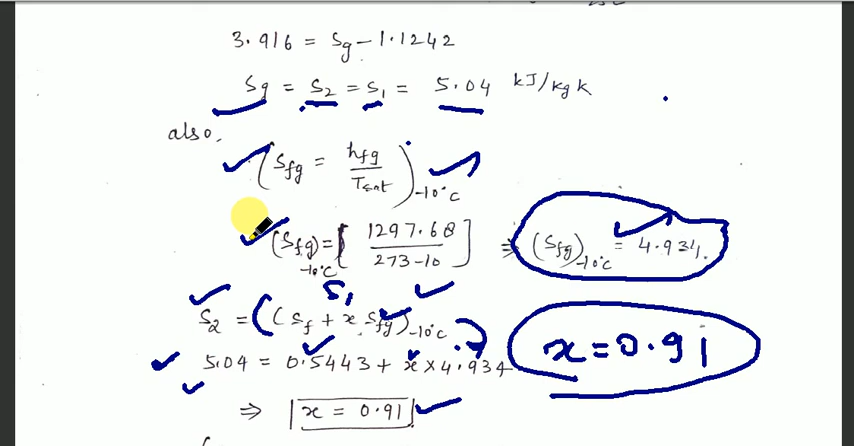 3.916 = Sg - 1.1242
Sg = S2 = S1 = 5.04 kJ/kg k
also,
(Sfg = hfg / Tsat)-10°C
(Sfg)-10°C = [1297.68 / 273-10] ⇒ (Sfg)-10°C = 4.934.
S1
S2 = ((Sf + x Sfg)-10°C)
x = 0.91
5.04 = 0.5443 + x × 4.934
⇒ x = 0.91